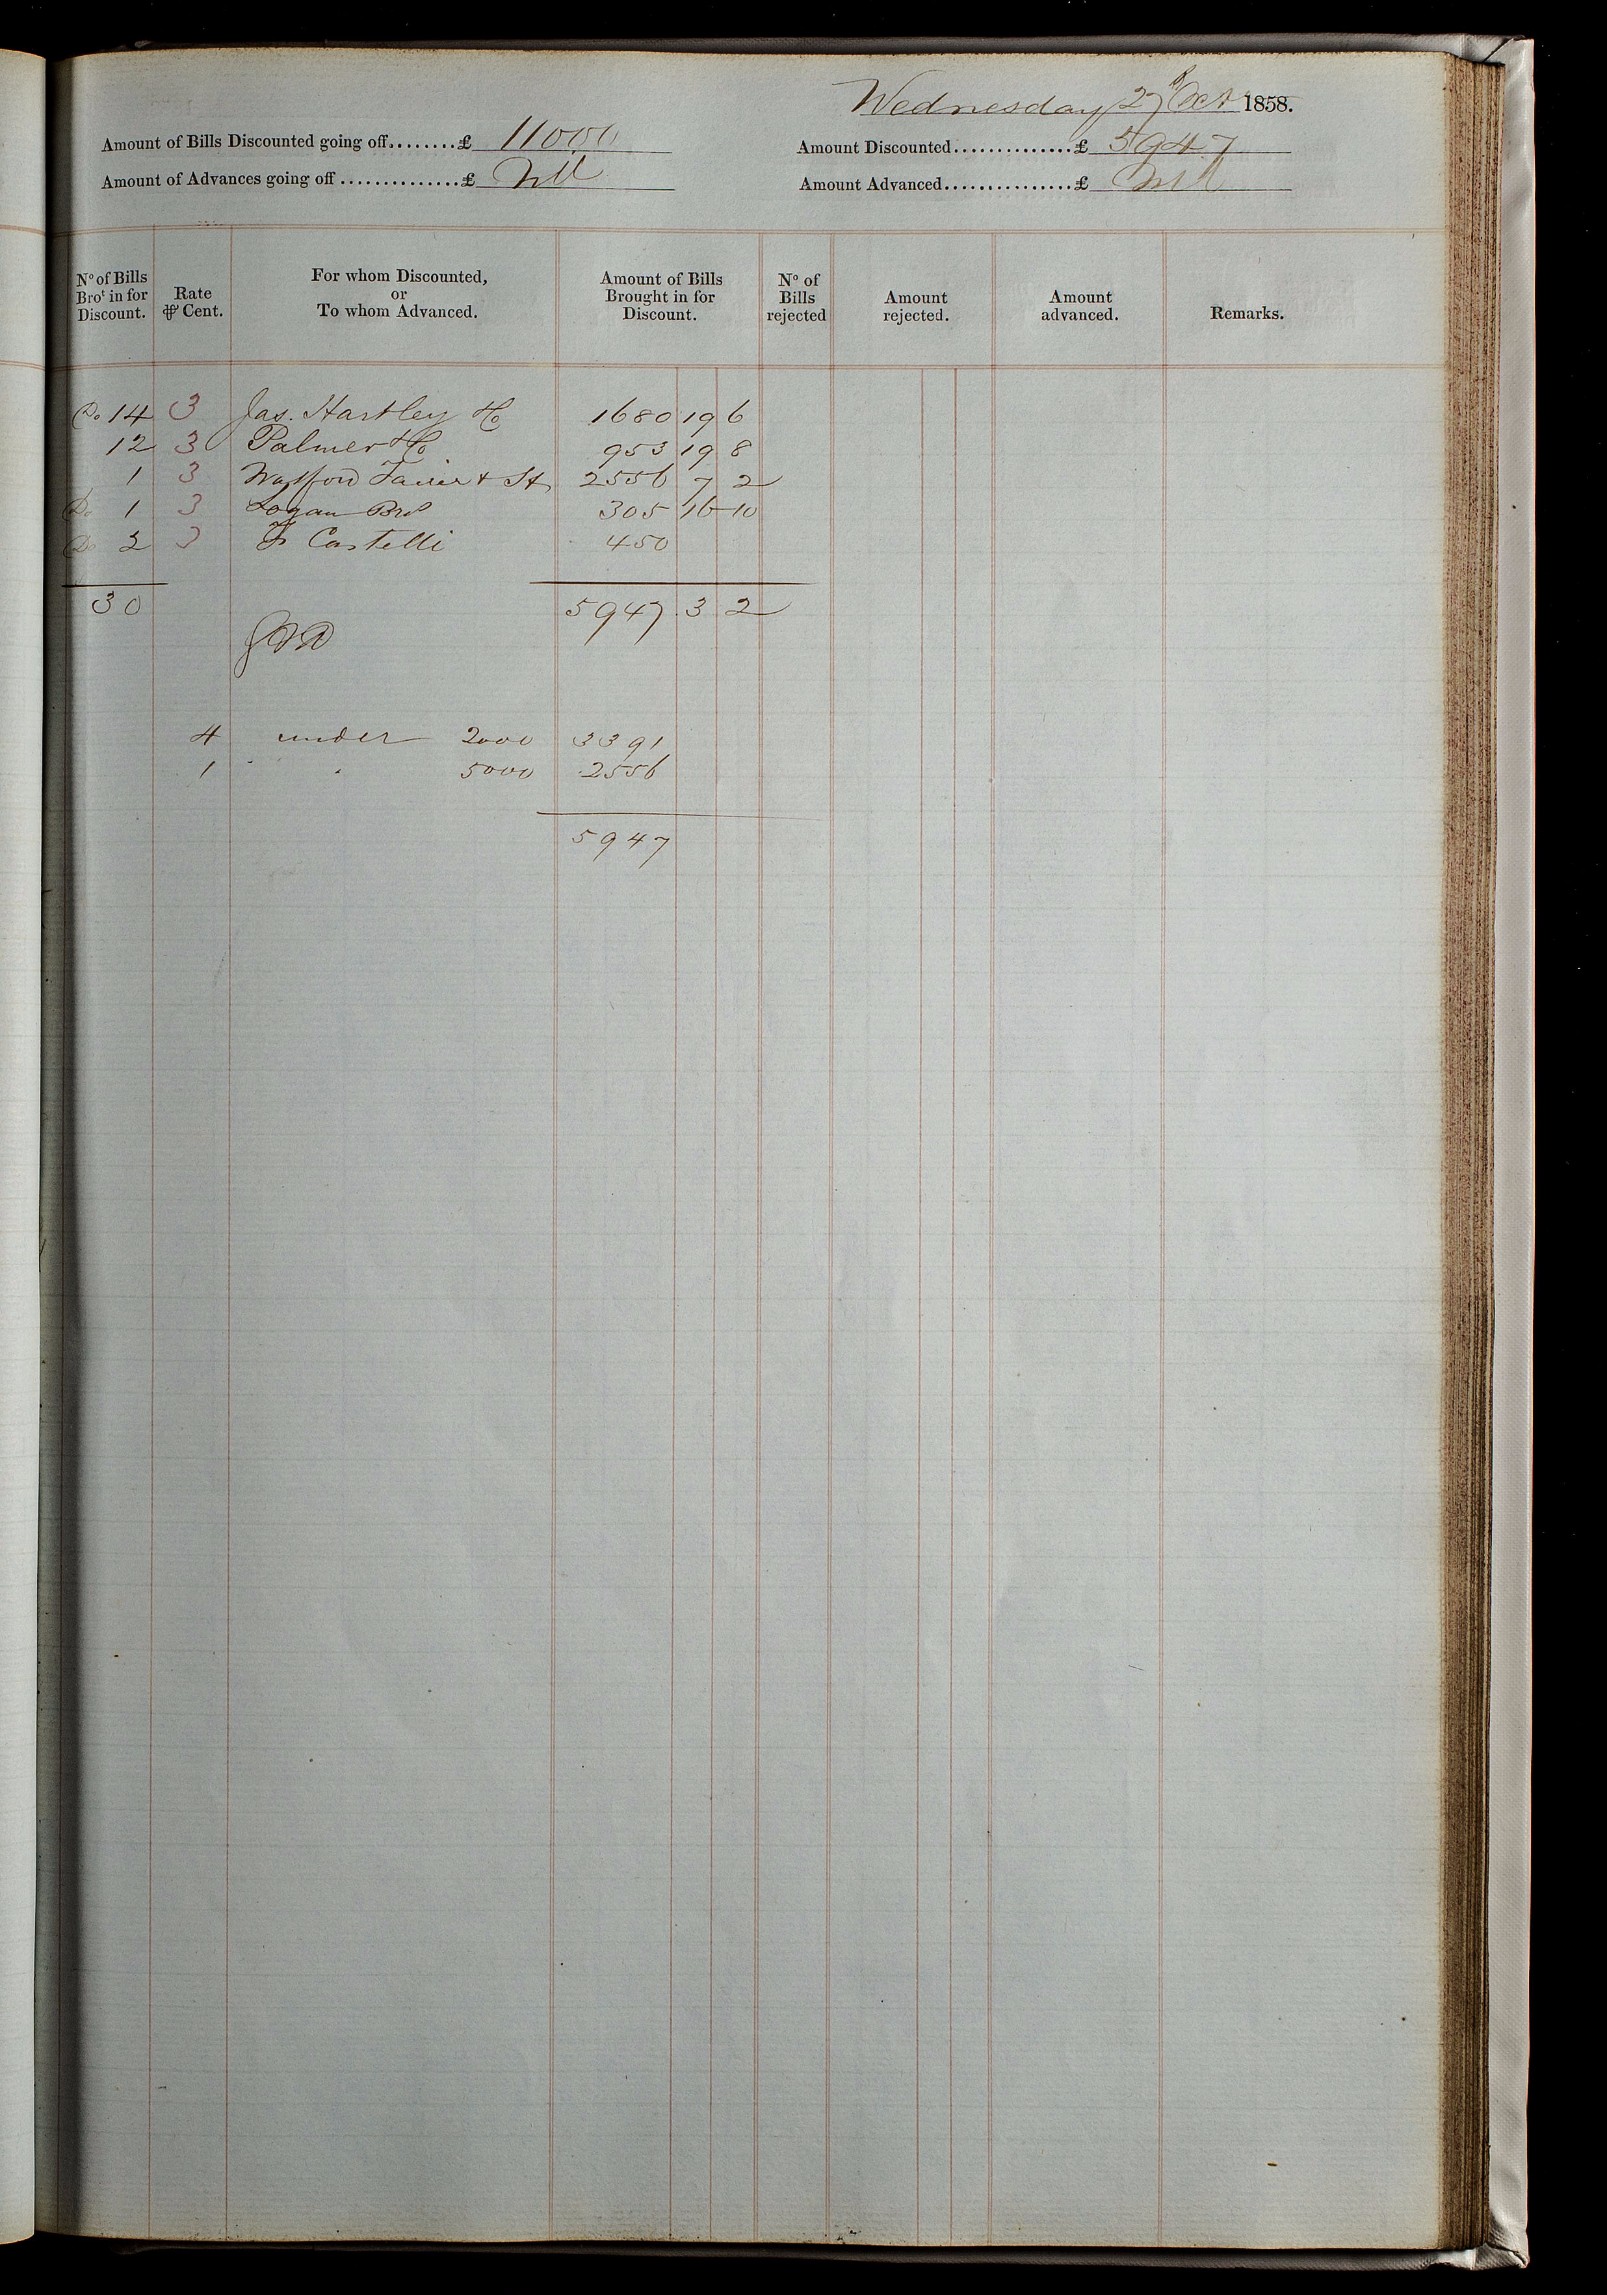 Wednesday 27th Oct 1858.
Amount of Bills Discounted going off........£ 11000 Amount Discounted..............£ 5947
Amount of Advances going off..............£ Nil Amount Advanced...............£ Nil
No of Bills Brot in for Discount. Rate ⅌ Cent. For whom Discounted, or To whom Advanced. Amount of Bills Brought in for Discount. No of Bills rejected Amount rejected. Amount advanced. Remarks.
Do 14 3 Jas. Hartley & Co 1680 19 6
12 3 Palmer & Co 953 19 8
1 3 2556 7 2
Do 1 3 Logan Bros 305 16 10
Do 2 3 Castelli 450
30 5947 3 2
4 under 2000 3391
1 " " 5000 2556
5947